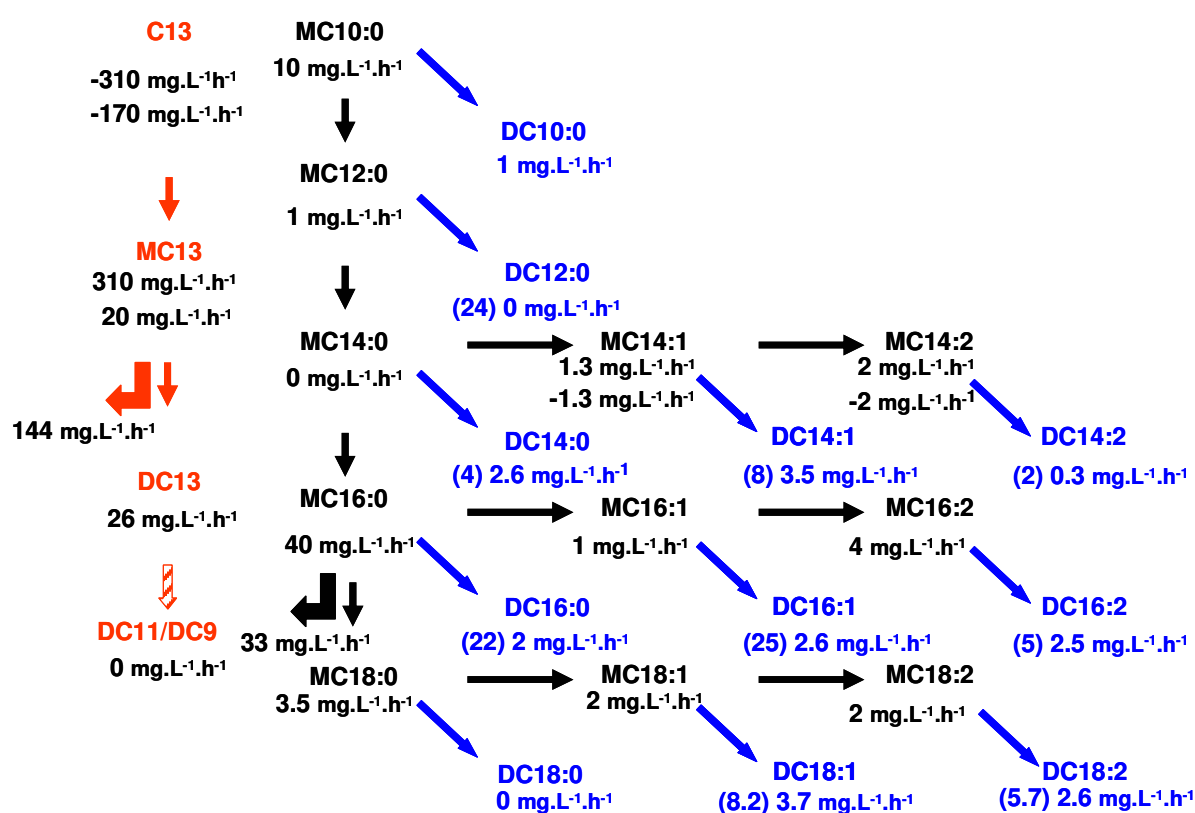 C13
-310 mg.L⁻¹h⁻¹
-170 mg.L⁻¹.h⁻¹
MC13
310 mg.L⁻¹.h⁻¹
20 mg.L⁻¹.h⁻¹
144 mg.L⁻¹.h⁻¹
DC13
26 mg.L⁻¹.h⁻¹
DC11/DC9
0 mg.L⁻¹.h⁻¹
MC10:0
10 mg.L⁻¹.h⁻¹
DC10:0
1 mg.L⁻¹.h⁻¹
MC12:0
1 mg.L⁻¹.h⁻¹
DC12:0
(24) 0 mg.L⁻¹.h⁻¹
MC14:0
0 mg.L⁻¹.h⁻¹
MC14:1
1.3 mg.L⁻¹.h⁻¹
-1.3 mg.L⁻¹.h⁻¹
MC14:2
2 mg.L⁻¹.h⁻¹
-2 mg.L⁻¹.h⁻¹
DC14:0
(4) 2.6 mg.L⁻¹.h⁻¹
DC14:1
(8) 3.5 mg.L⁻¹.h⁻¹
DC14:2
(2) 0.3 mg.L⁻¹.h⁻¹
MC16:0
40 mg.L⁻¹.h⁻¹
MC16:1
1 mg.L⁻¹.h⁻¹
MC16:2
4 mg.L⁻¹.h⁻¹
33 mg.L⁻¹.h⁻¹
DC16:0
(22) 2 mg.L⁻¹.h⁻¹
DC16:1
(25) 2.6 mg.L⁻¹.h⁻¹
DC16:2
(5) 2.5 mg.L⁻¹.h⁻¹
MC18:0
3.5 mg.L⁻¹.h⁻¹
MC18:1
2 mg.L⁻¹.h⁻¹
MC18:2
2 mg.L⁻¹.h⁻¹
DC18:0
0 mg.L⁻¹.h⁻¹
DC18:1
(8.2) 3.7 mg.L⁻¹.h⁻¹
DC18:2
(5.7) 2.6 mg.L⁻¹.h⁻¹